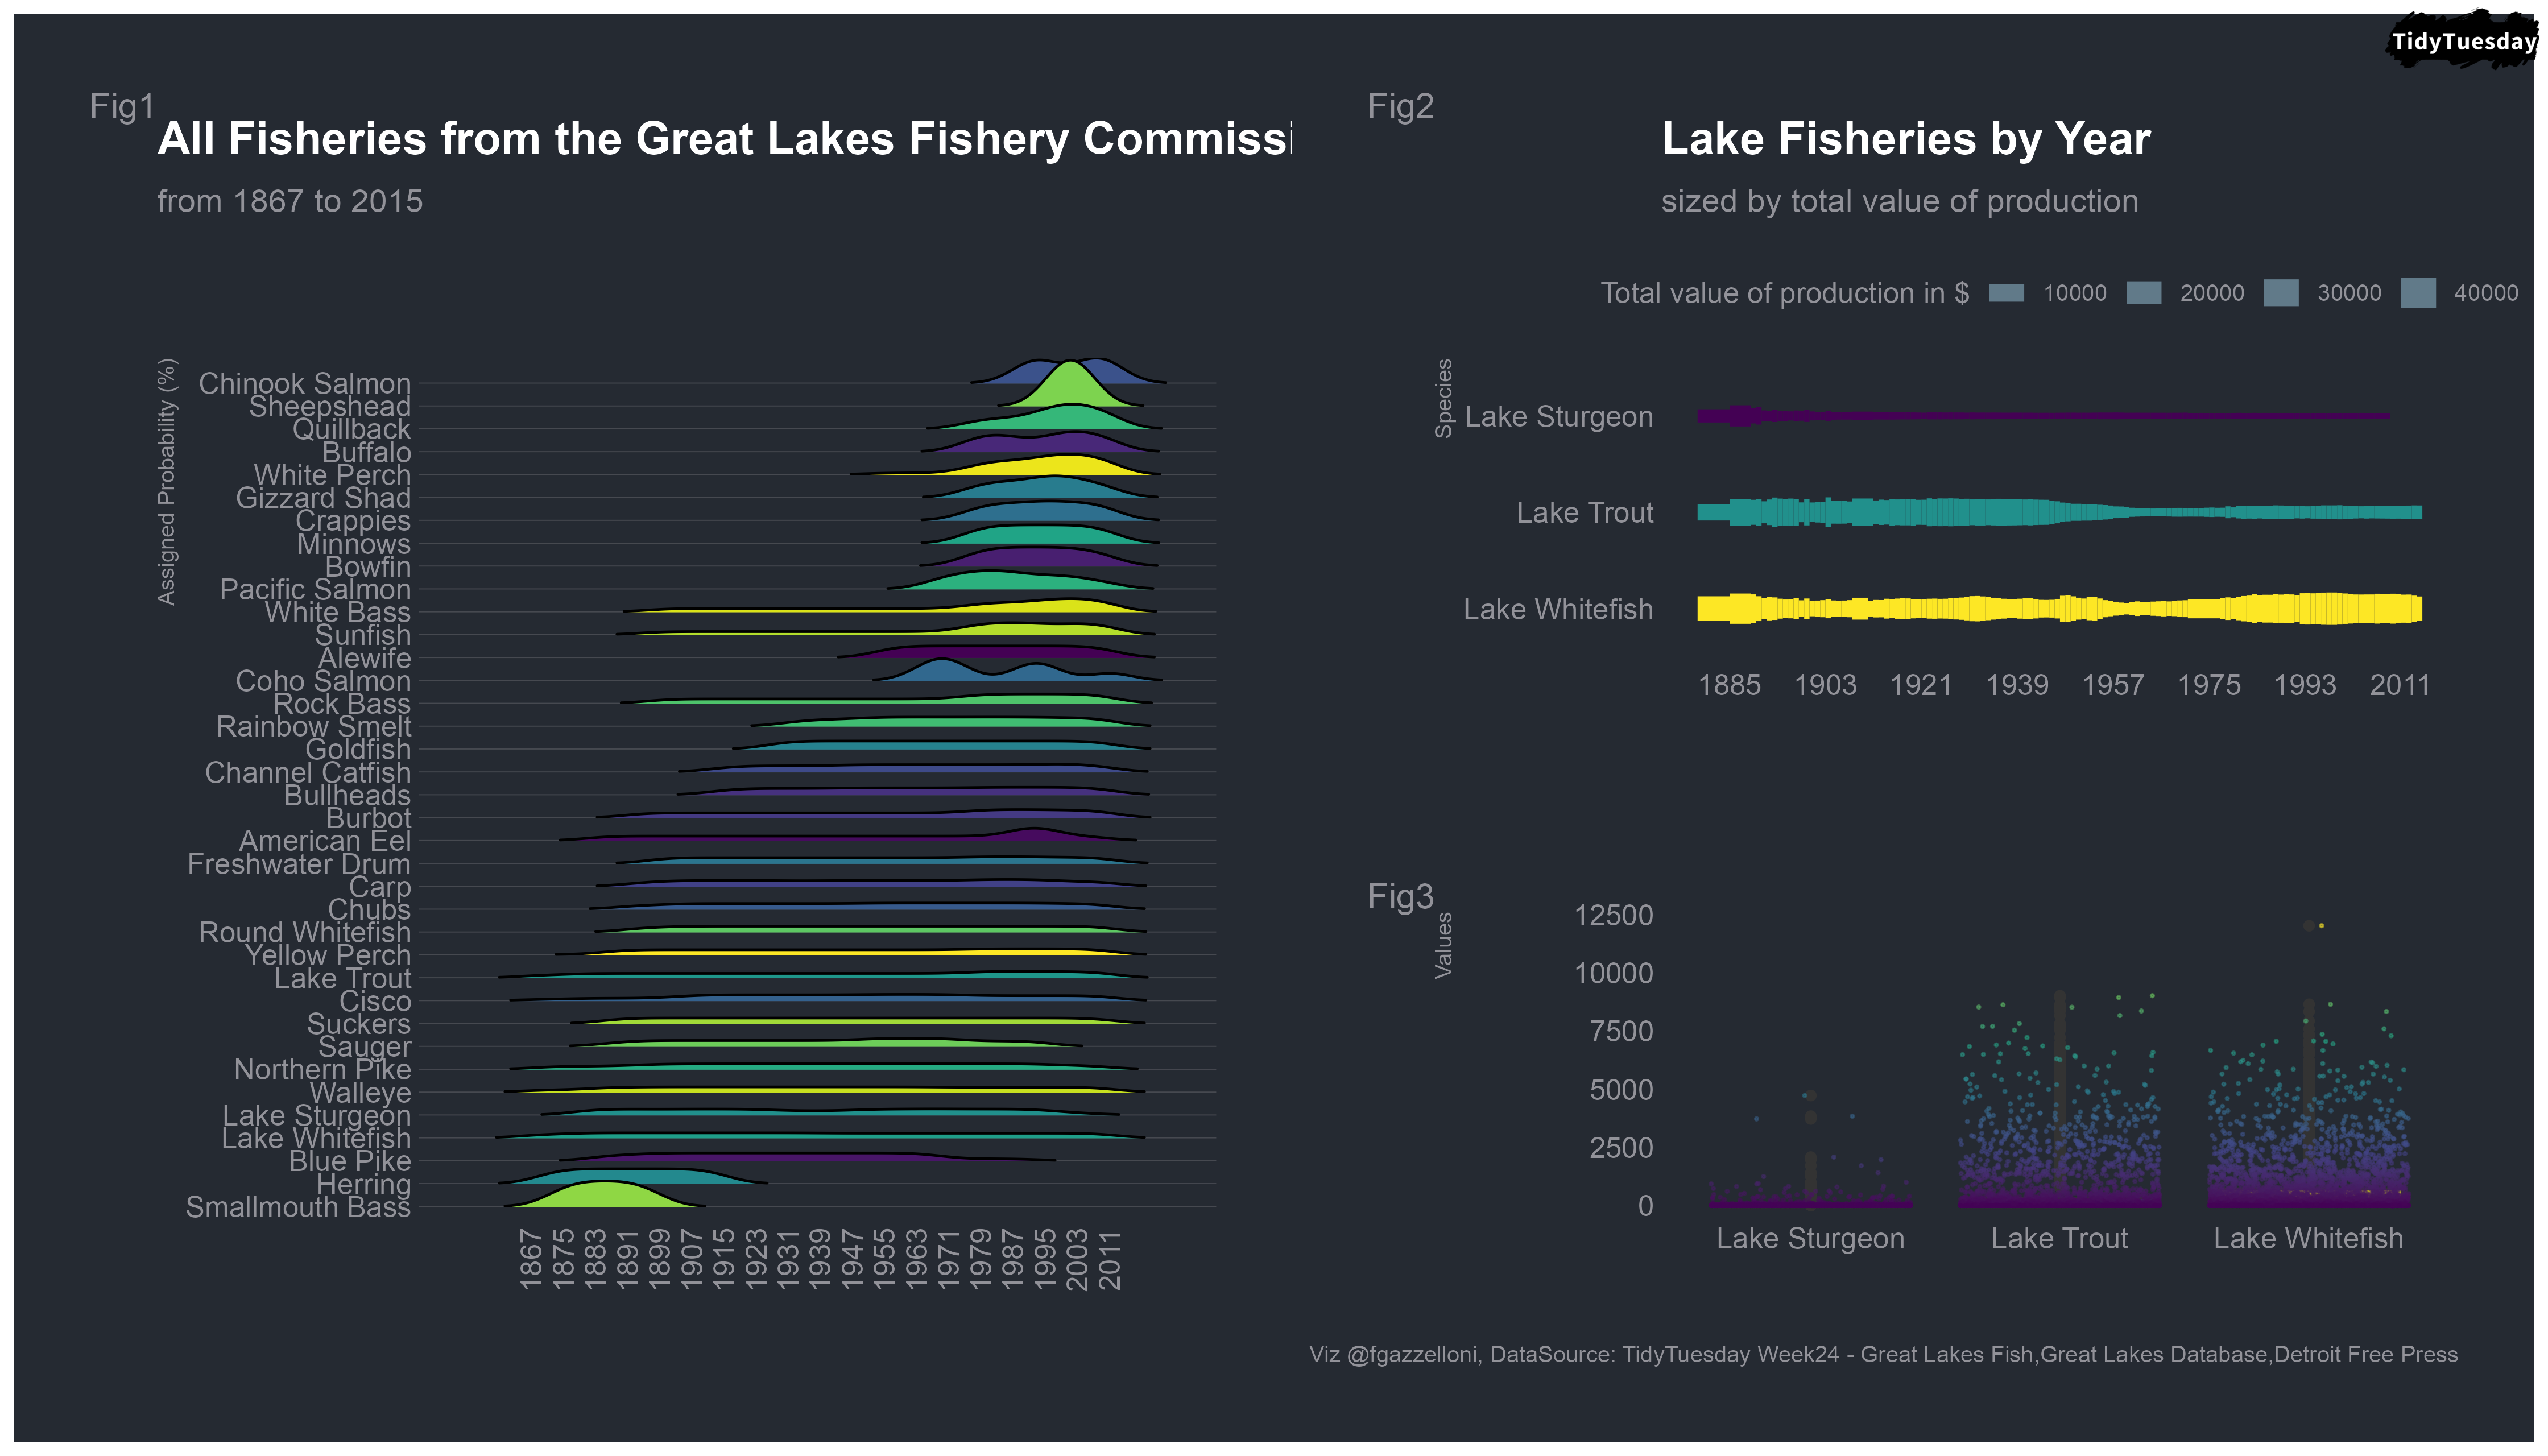 TidyTuesday
Fig1
All Fisheries from the Great Lakes Fishery Commissi
from 1867 to 2015
Assigned Probability (%)
Chinook Salmon
Sheepshead
Quillback
Buffalo
White Perch
Gizzard Shad
Crappies
Minnows
Bowfin
Pacific Salmon
White Bass
Sunfish
Alewife
Coho Salmon
Rock Bass
Rainbow Smelt
Goldfish
Channel Catfish
Bullheads
Burbot
American Eel
Freshwater Drum
Carp
Chubs
Round Whitefish
Yellow Perch
Lake Trout
Cisco
Suckers
Sauger
Northern Pike
Walleye
Lake Sturgeon
Lake Whitefish
Blue Pike
Herring
Smallmouth Bass
1867 1875 1883 1891 1899 1907 1915 1923 1931 1939 1947 1955 1963 1971 1979 1987 1995 2003 2011
Fig2
Lake Fisheries by Year
sized by total value of production
Total value of production in $ 10000 20000 30000 40000
Species
Lake Sturgeon
Lake Trout
Lake Whitefish
1885 1903 1921 1939 1957 1975 1993 2011
Fig3
Values
12500
10000
7500
5000
2500
0
Lake Sturgeon Lake Trout Lake Whitefish
Viz @fgazzelloni, DataSource: TidyTuesday Week24 - Great Lakes Fish,Great Lakes Database,Detroit Free Press